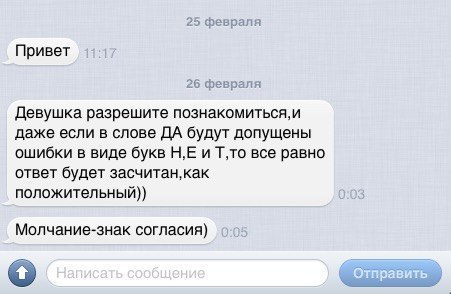 25 февраля
Привет 11:17
26 февраля
Девушка разрешите познакомиться,и
даже если в слове ДА будут допущены
ошибки в виде букв Н,Е и Т,то все равно
ответ будет засчитан,как
положительный)) 0:03
Молчание-знак согласия) 0:05
Написать сообщение Отправить